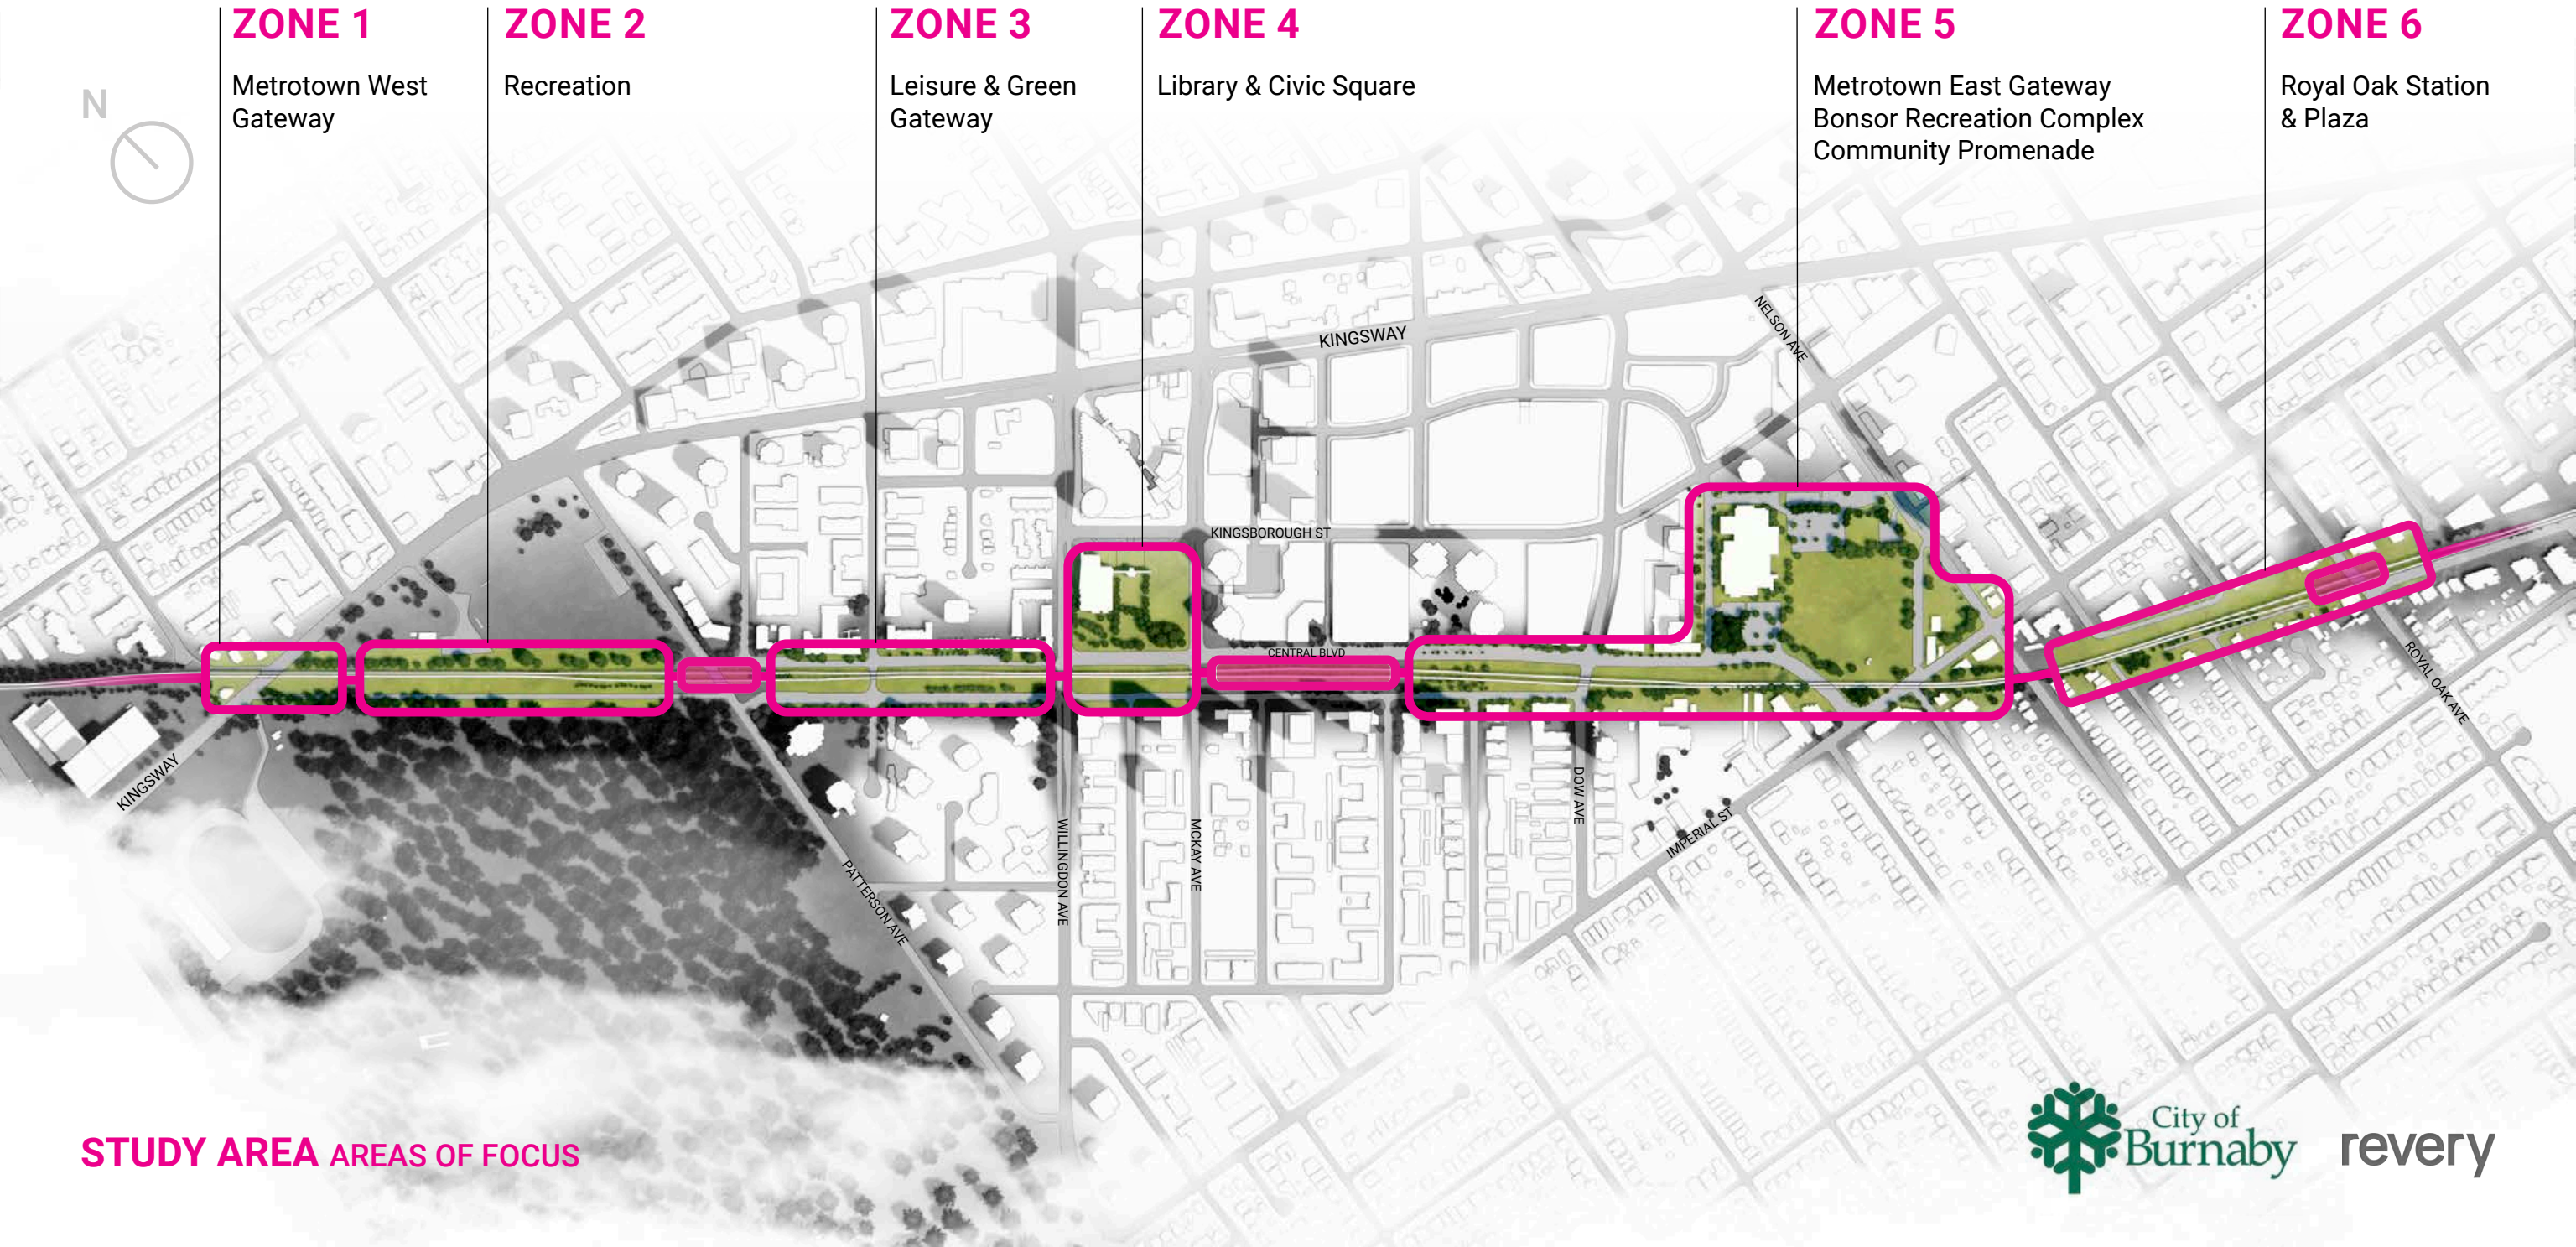 ZONE 1
Metrotown West
Gateway
ZONE 2
Recreation
ZONE 3
Leisure & Green
Gateway
ZONE 4
Library & Civic Square
ZONE 5
Metrotown East Gateway
Bonsor Recreation Complex
Community Promenade
ZONE 6
Royal Oak Station
& Plaza
N
KINGSWAY
NELSON AVE
KINGSBOROUGH ST
CENTRAL BLVD
ROYAL OAK AVE
KINGSWAY
DOW AVE
IMPERIAL ST
WILLINGDON AVE
MCKAY AVE
PATTERSON AVE
STUDY AREA AREAS OF FOCUS
City of
Burnaby
revery